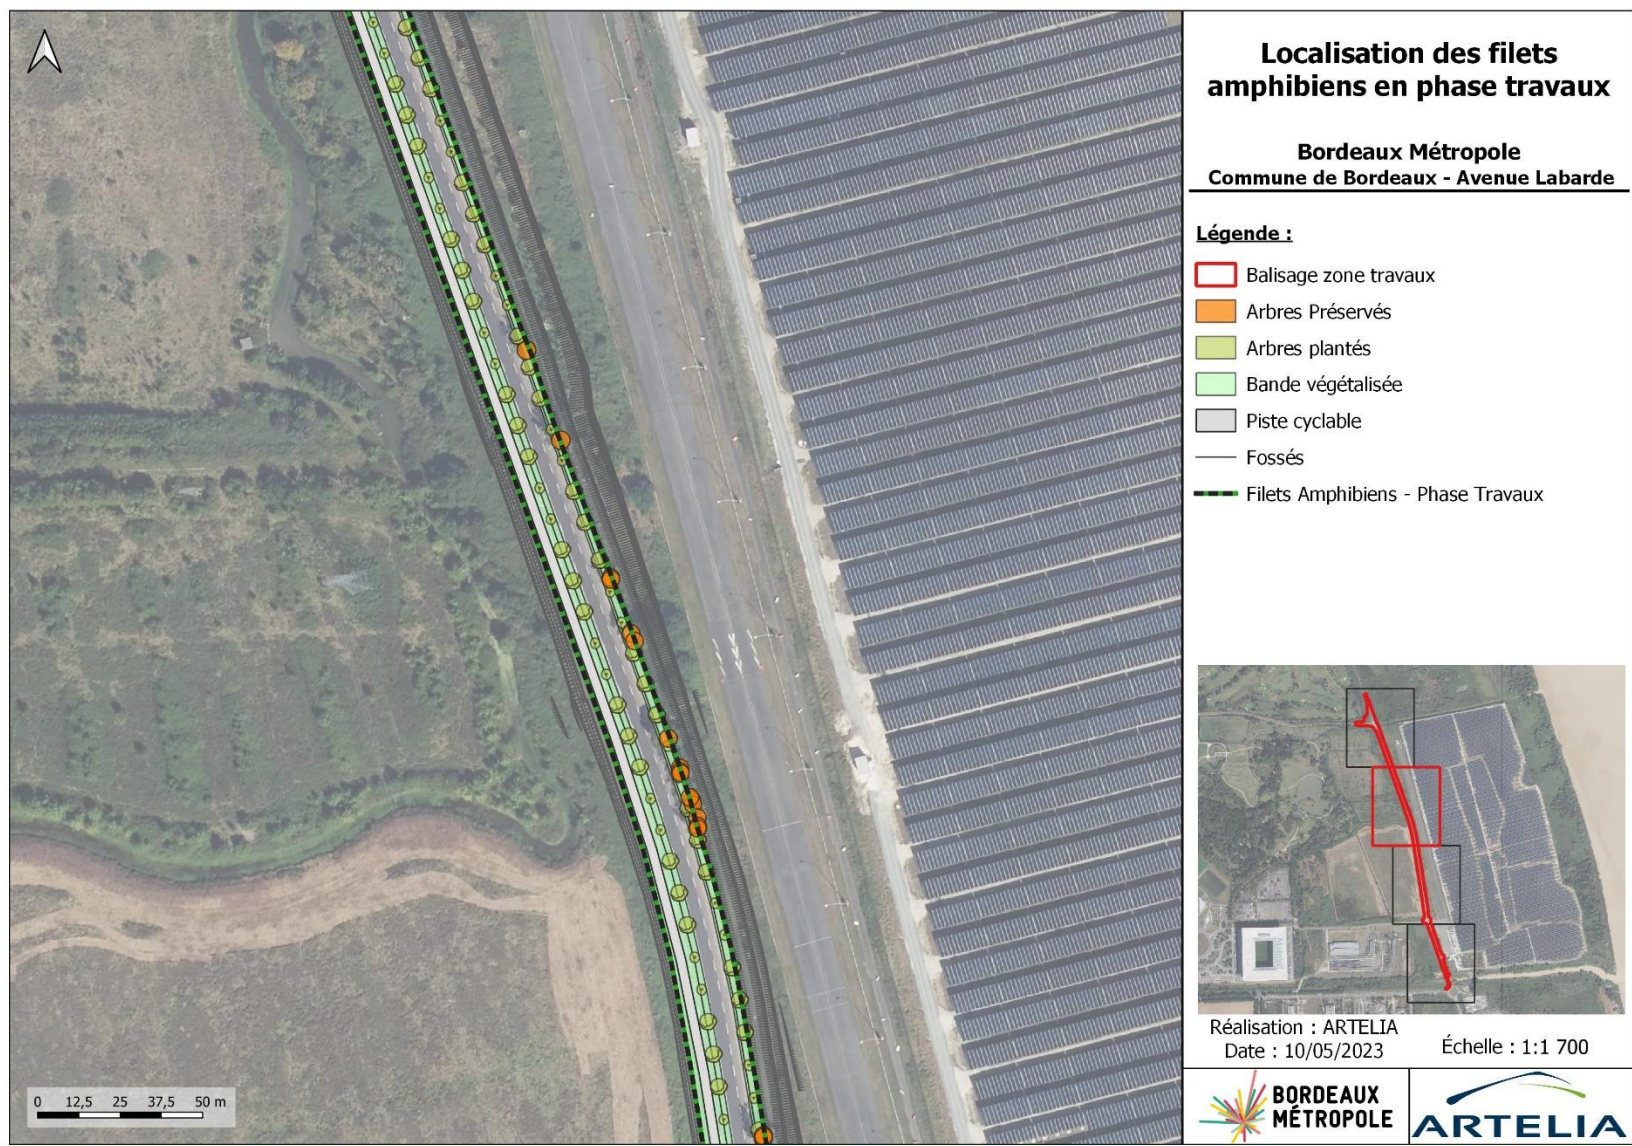 Localisation des filets
amphibiens en phase travaux
Bordeaux Métropole
Commune de Bordeaux - Avenue Labarde
Légende :
Balisage zone travaux
Arbres Préservés
Arbres plantés
Bande végétalisée
Piste cyclable
Fossés
Filets Amphibiens - Phase Travaux
Réalisation : ARTELIA
Date : 10/05/2023
Échelle : 1:1 700
0 12,5 25 37,5 50 m
BORDEAUX
MÉTROPOLE
ARTELIA